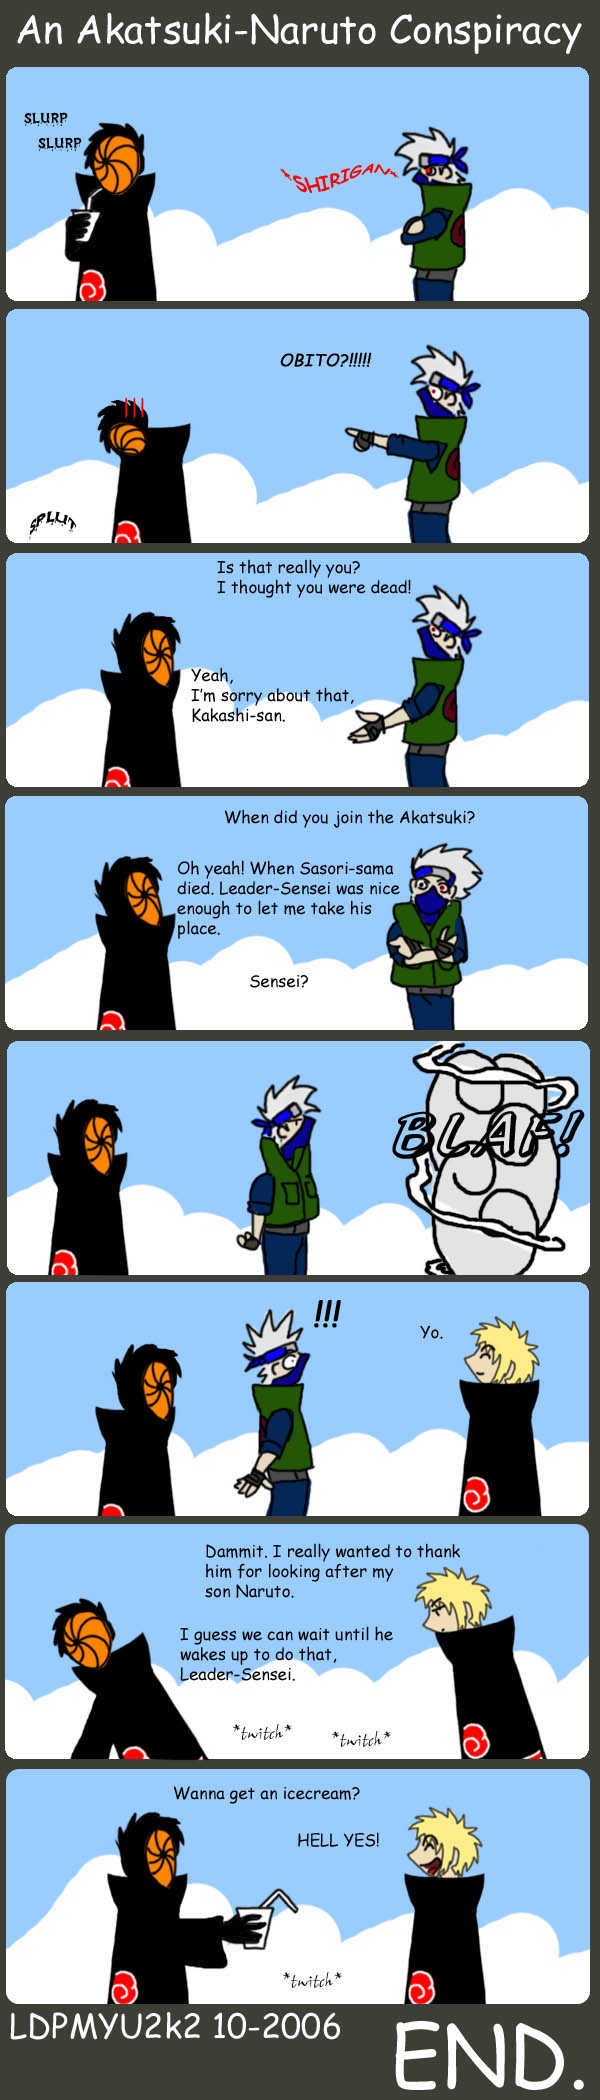 An Akatsuki-Naruto Conspiracy
SLURP
SLURP
*SHIRIGAN*
OBITO?!!!!!
SPLUT
Is that really you?
I thought you were dead!
Yeah,
I'm sorry about that,
Kakashi-san.
When did you join the Akatsuki?
Oh yeah! When Sasori-sama
died. Leader-Sensei was nice
enough to let me take his
place.
Sensei?
BLAF!
!!!
Yo.
Dammit. I really wanted to thank
him for looking after my
son Naruto.
I guess we can wait until he
wakes up to do that,
Leader-Sensei.
*twitch*
*twitch*
Wanna get an icecream?
HELL YES!
*twitch*
LDPMYU2k2 10-2006
END.